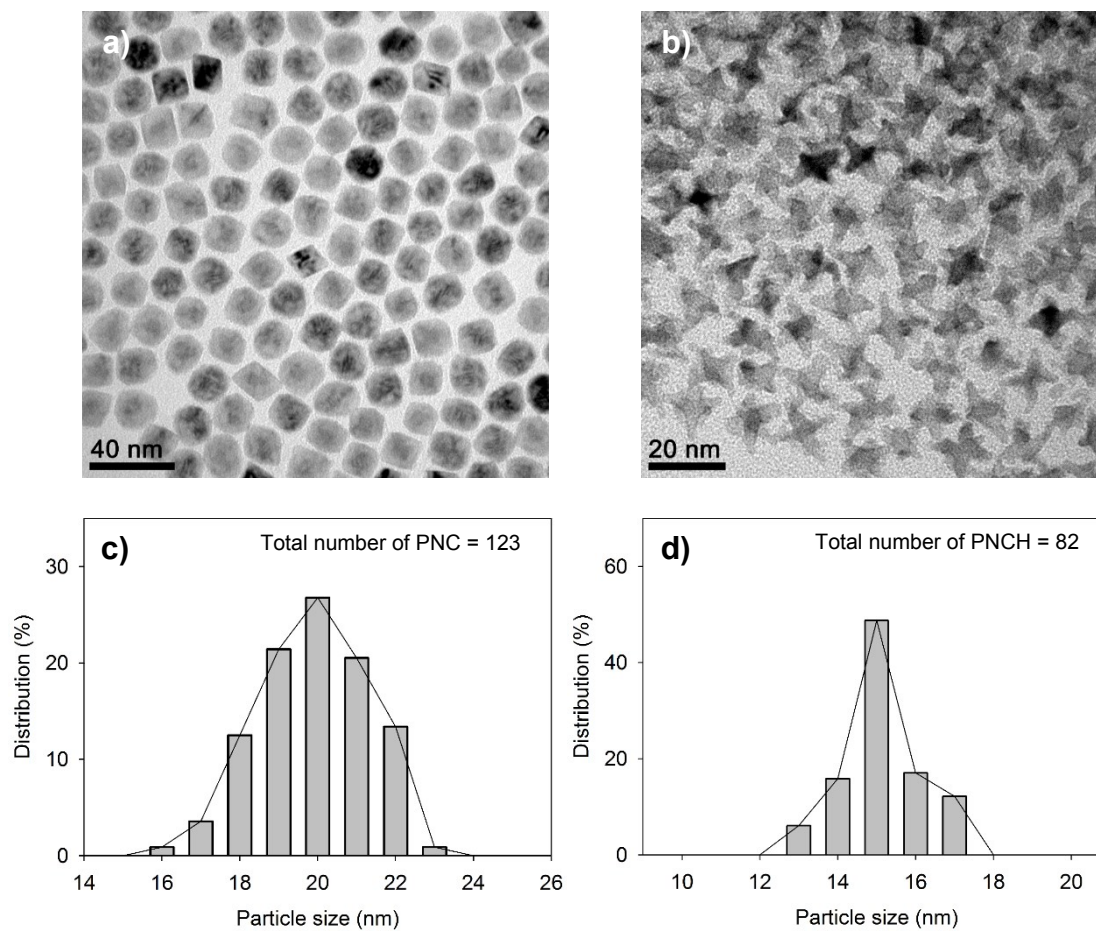 a)
b)
40 nm
20 nm
c)
Total number of PNC = 123
30
20
10
0
Distribution (%)
14 16 18 20 22 24 26
Particle size (nm)
d)
Total number of PNCH = 82
60
40
20
0
Distribution (%)
10 12 14 16 18 20
Particle size (nm)